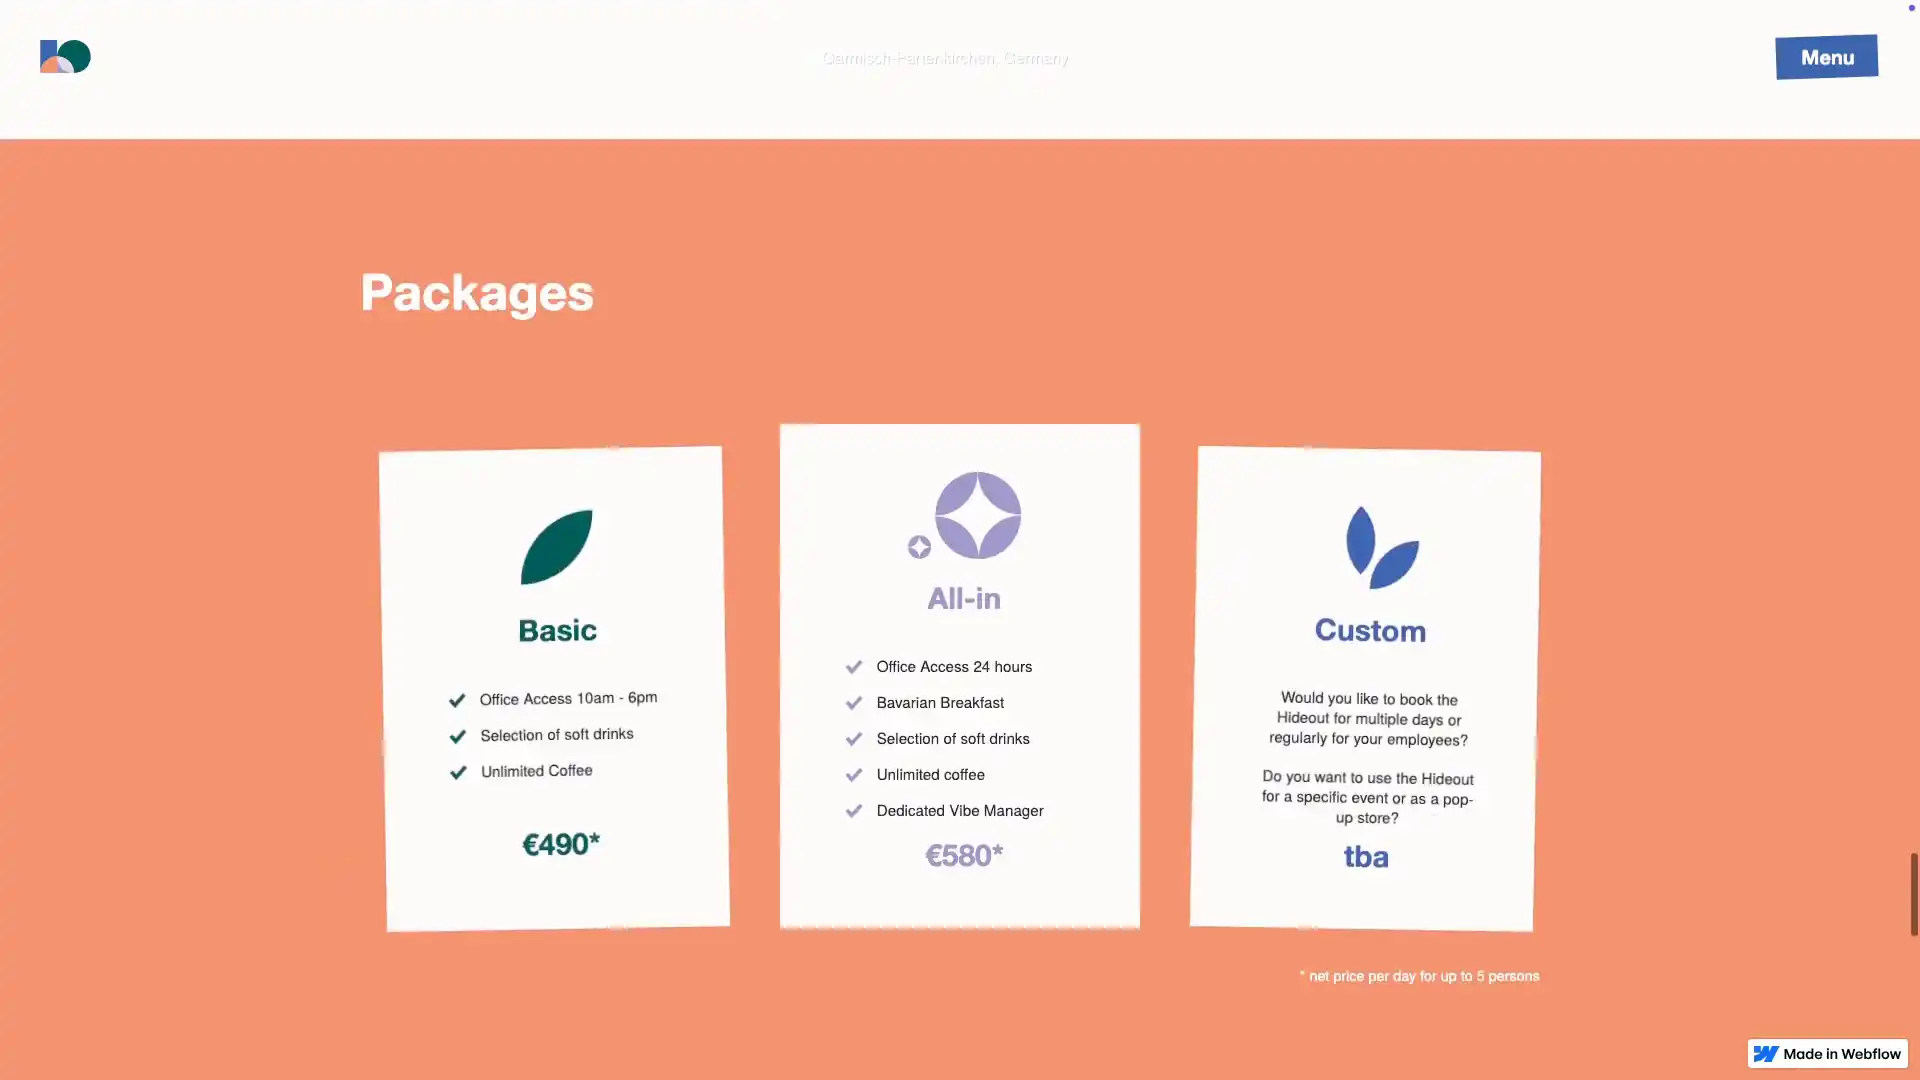 Garmisch-Partenkirchen, Germany
Menu
Packages
Basic
Office Access 10am - 6pm
Selection of soft drinks
Unlimited Coffee
€490*
All-in
Office Access 24 hours
Bavarian Breakfast
Selection of soft drinks
Unlimited coffee
Dedicated Vibe Manager
€580*
Custom
Would you like to book the
Hideout for multiple days or
regularly for your employees?
Do you want to use the Hideout
for a specific event or as a pop-
up store?
tba
* net price per day for up to 5 persons
Made in Webflow